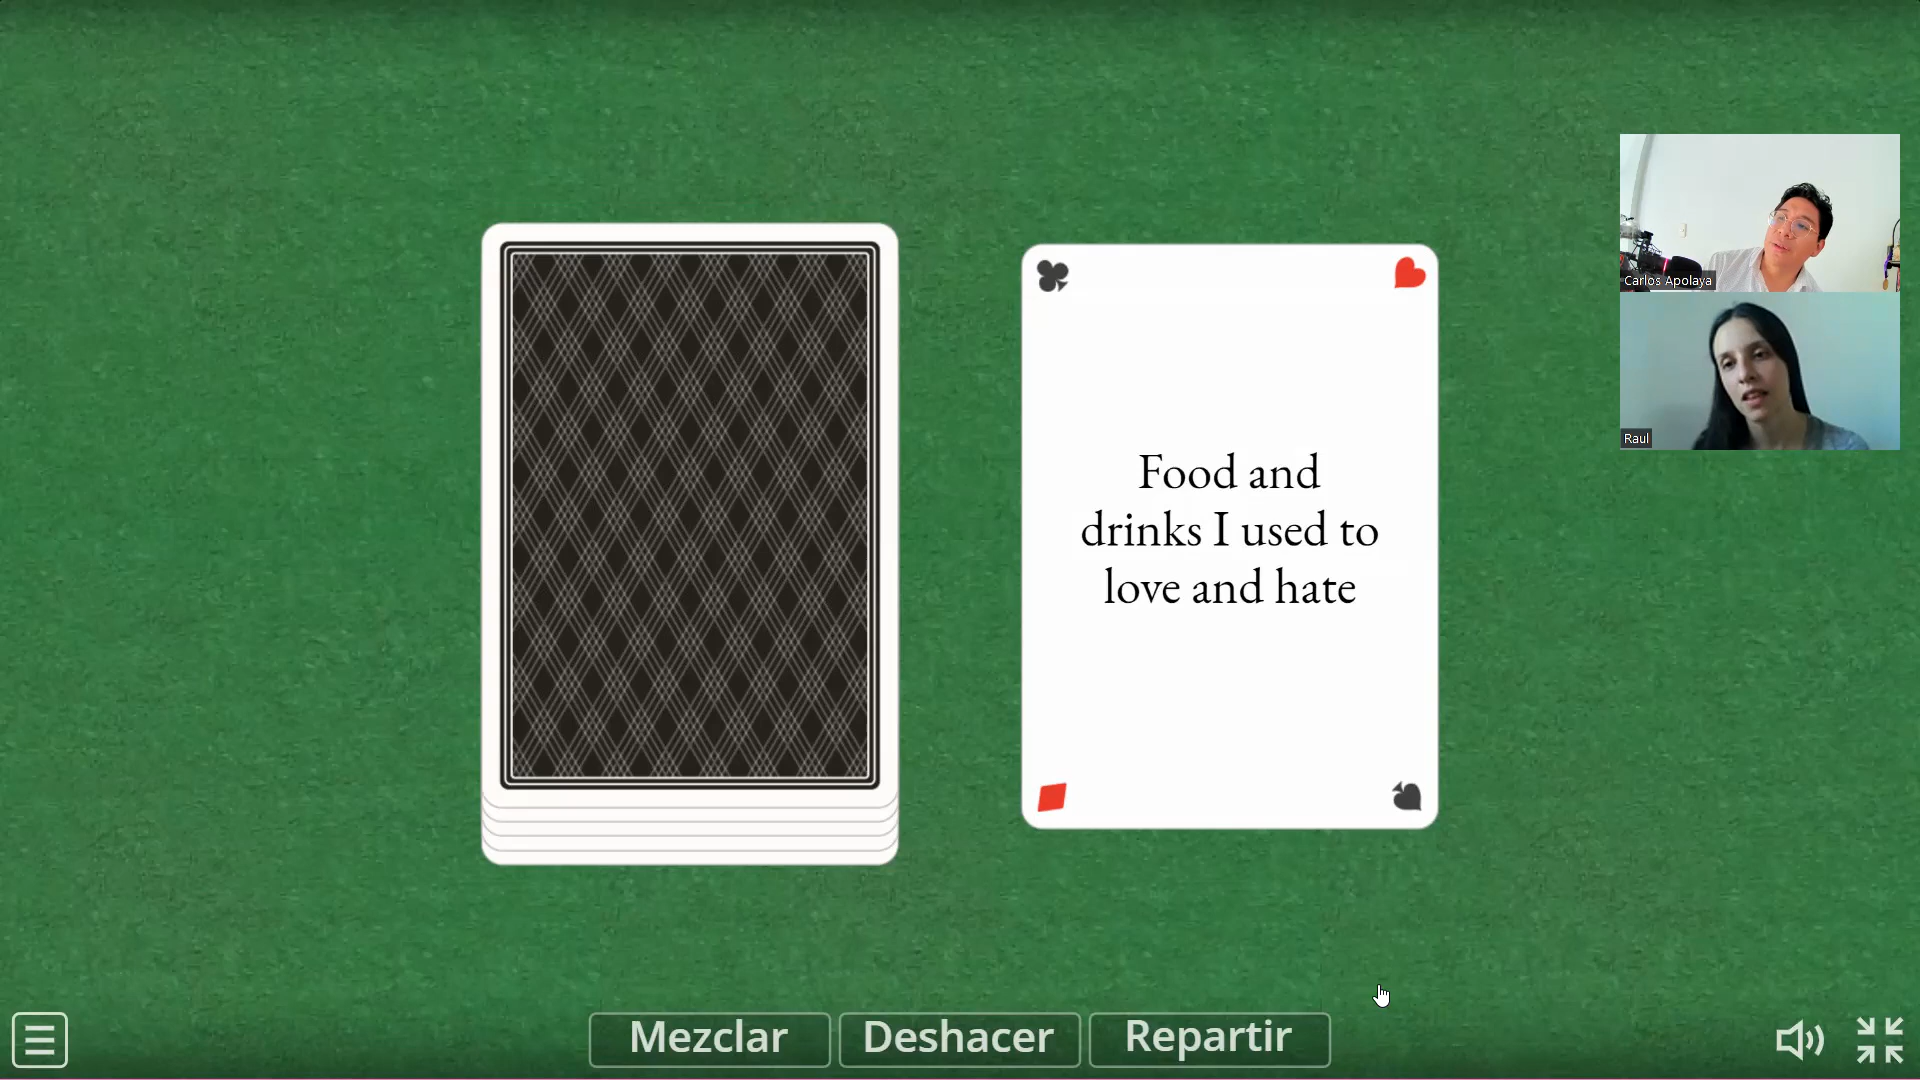 Carlos Apolaya
Raul
Food and
drinks I used to
love and hate
Mezclar
Deshacer
Repartir